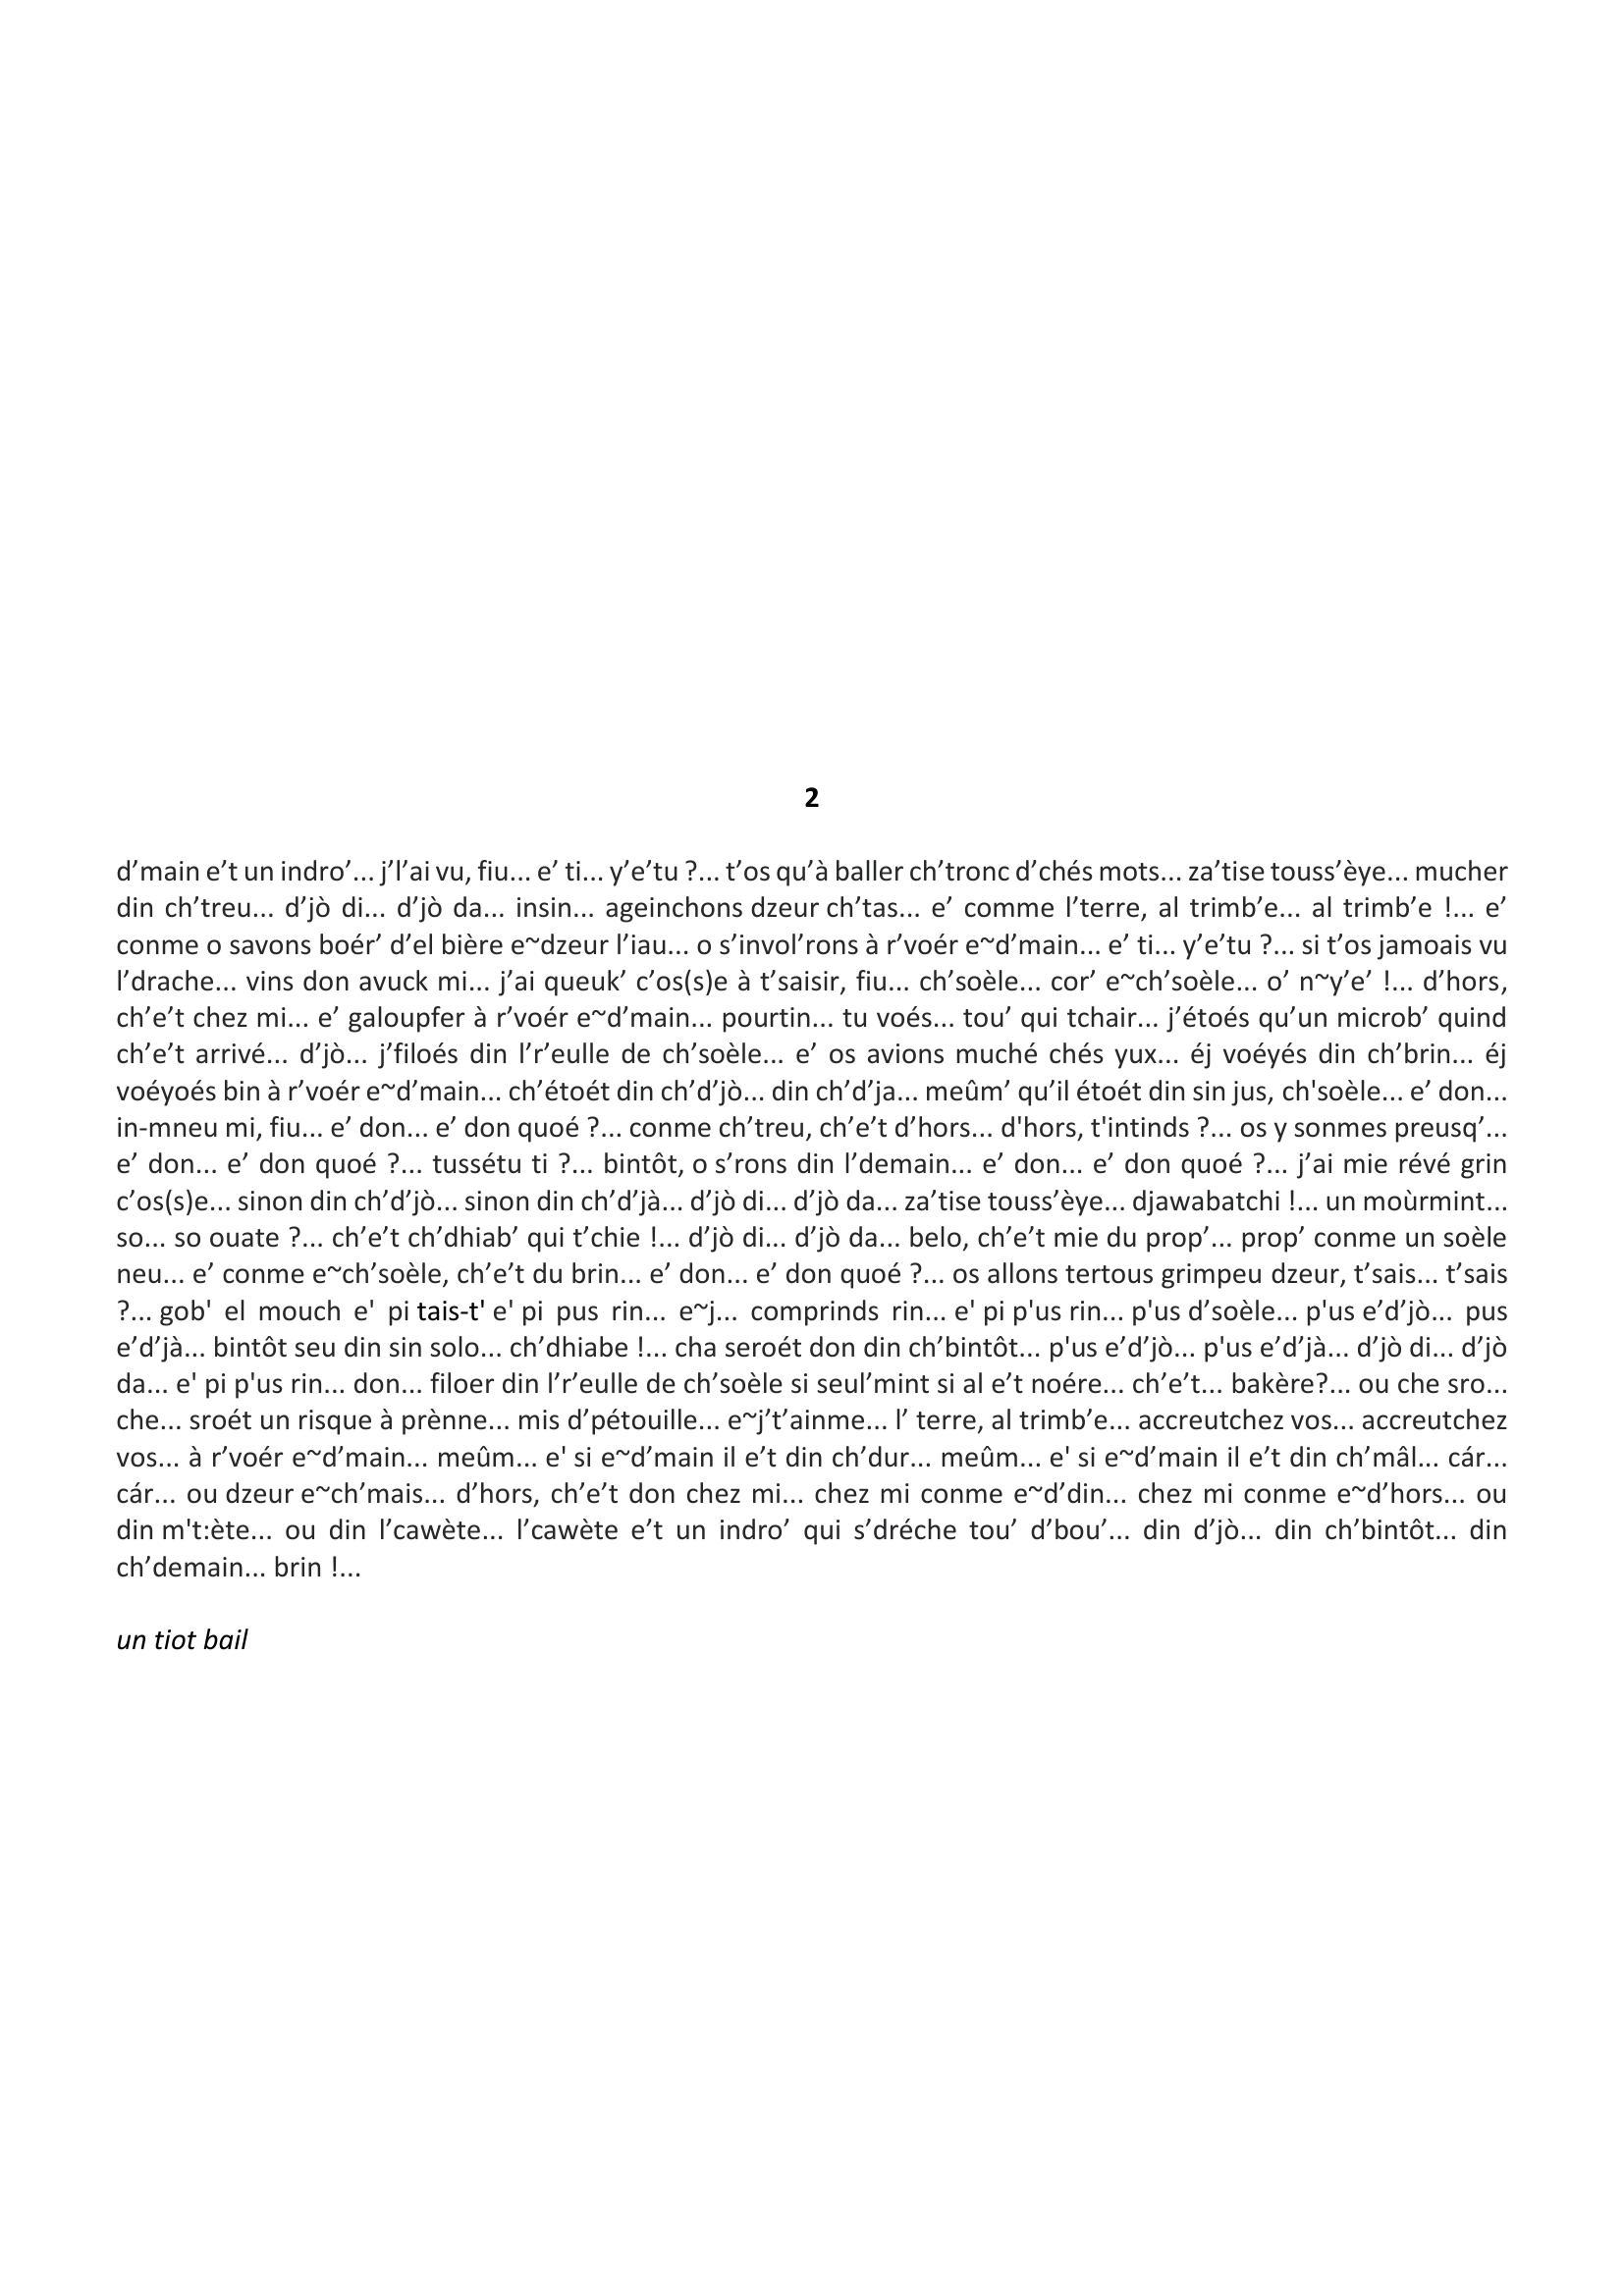 2
d’main e’t un indro’... j’l’ai vu, fiu... e’ ti... y’e’tu ?... t’os qu’à baller ch’tronc d’chés mots... za’tise touss’èye... mucher
din ch’treu... d’jò di... d’jò da... insin... ageinchons dzeur ch’tas... e’ comme l’terre, al trimb’e... al trimb’e !... e’
conme o savons boér’ d’el bière e~dzeur l’iau... o s’invol’rons à r’voér e~d’main... e’ ti... y’e’tu ?... si t’os jamoais vu
l’drache... vins don avuck mi... j’ai queuk’ c’os(s)e à t’saisir, fiu... ch’soèle... cor’ e~ch’soèle... o’ n~y’e’ !... d’hors,
ch’e’t chez mi... e’ galoupfer à r’voér e~d’main... pourtin... tu voés... tou’ qui tchair... j’étoés qu’un microb’ quind
ch’e’t arrivé... d’jò... j’filoés din l’r’eulle de ch’soèle... e’ os avions muché chés yux... éj voéyés din ch’brin... éj
voéyoés bin à r’voér e~d’main... ch’étoét din ch’d’jò... din ch’d’ja... meûm’ qu’il étoét din sin jus, ch'soèle... e’ don...
in-mneu mi, fiu... e’ don... e’ don quoé ?... conme ch’treu, ch’e’t d’hors... d'hors, t'intinds ?... os y sonmes preusq’...
e’ don... e’ don quoé ?... tussétu ti ?... bintôt, o s’rons din l’demain... e’ don... e’ don quoé ?... j’ai mie révé grin
c’os(s)e... sinon din ch’d’jò... sinon din ch’d’jà... d’jò di... d’jò da... za’tise touss’èye... djawabatchi !... un moùrmint...
so... so ouate ?... ch’e’t ch’dhiab’ qui t’chie !... d’jò di... d’jò da... belo, ch’e’t mie du prop’... prop’ conme un soèle
neu... e’ conme e~ch’soèle, ch’e’t du brin... e’ don... e’ don quoé ?... os allons tertous grimpeu dzeur, t’sais... t’sais
?... gob' el mouch e' pi tais-t' e' pi pus rin... e~j... comprinds rin... e' pi p'us rin... p'us d’soèle... p'us e’d’jò... pus
e’d’jà... bintôt seu din sin solo... ch’dhiabe !... cha seroét don din ch’bintôt... p'us e’d’jò... p'us e’d’jà... d’jò di... d’jò
da... e' pi p'us rin... don... filoer din l’r’eulle de ch’soèle si seul’mint si al e’t noére... ch’e’t... bakère?... ou che sro...
che... sroét un risque à prènne... mis d’pétouille... e~j’t’ainme... l’ terre, al trimb’e... accreutchez vos... accreutchez
vos... à r’voér e~d’main... meûm... e' si e~d’main il e’t din ch’dur... meûm... e' si e~d’main il e’t din ch’mâl... cár...
cár... ou dzeur e~ch’mais... d’hors, ch’e’t don chez mi... chez mi conme e~d’din... chez mi conme e~d’hors... ou
din m't:ète... ou din l’cawète... l’cawète e’t un indro’ qui s’dréche tou’ d’bou’... din d’jò... din ch’bintôt... din
ch’demain... brin !...
un tiot bail